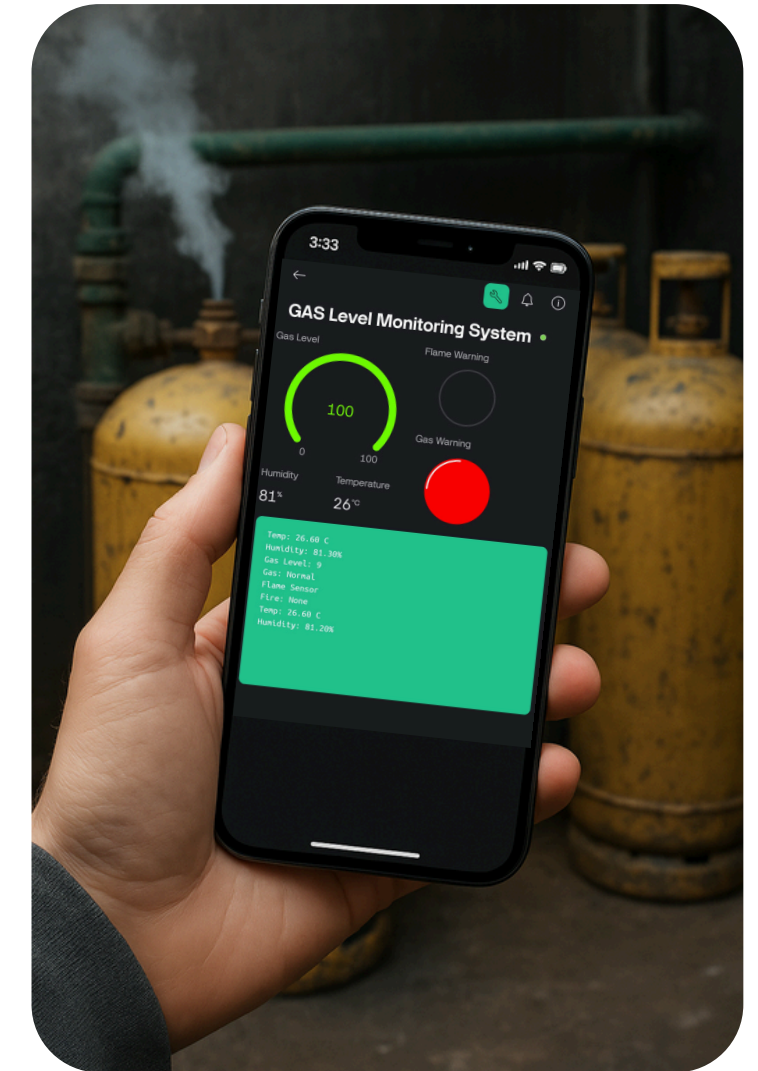 3:33
GAS Level Monitoring System
Gas Level
Flame Warning
100
0
100
Gas Warning
Humidity
Temperature
81%
26°C
Temp: 26.60 C
Humidity: 81.30%
Gas Level: 9
Gas: Normal
Flame Sensor
Fire: None
Temp: 26.60 C
Humidity: 81.20%